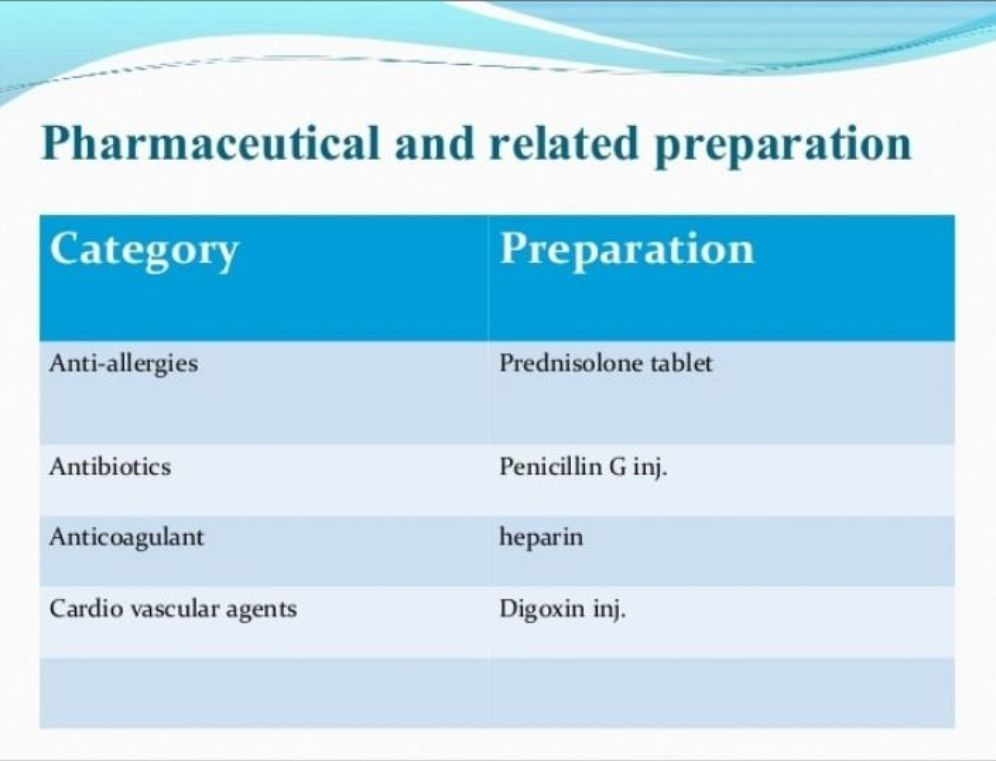 Pharmaceutical and related preparation
Category Preparation
Anti-allergies Prednisolone tablet
Antibiotics Penicillin G inj.
Anticoagulant heparin
Cardio vascular agents Digoxin inj.